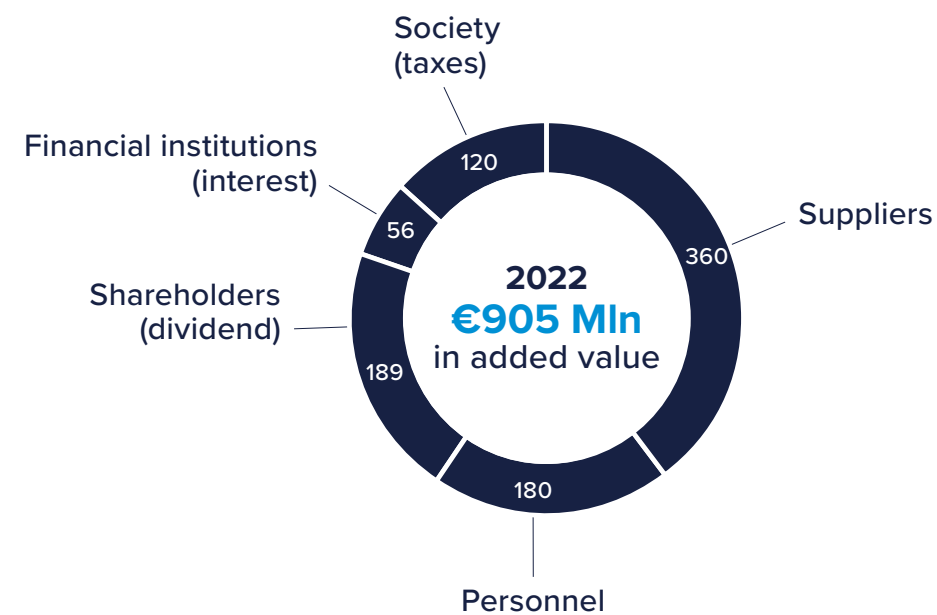 Society
(taxes)
120
Financial institutions
(interest)
56
Suppliers
360
2022
€905 Mln
in added value
Shareholders
(dividend)
189
180
Personnel